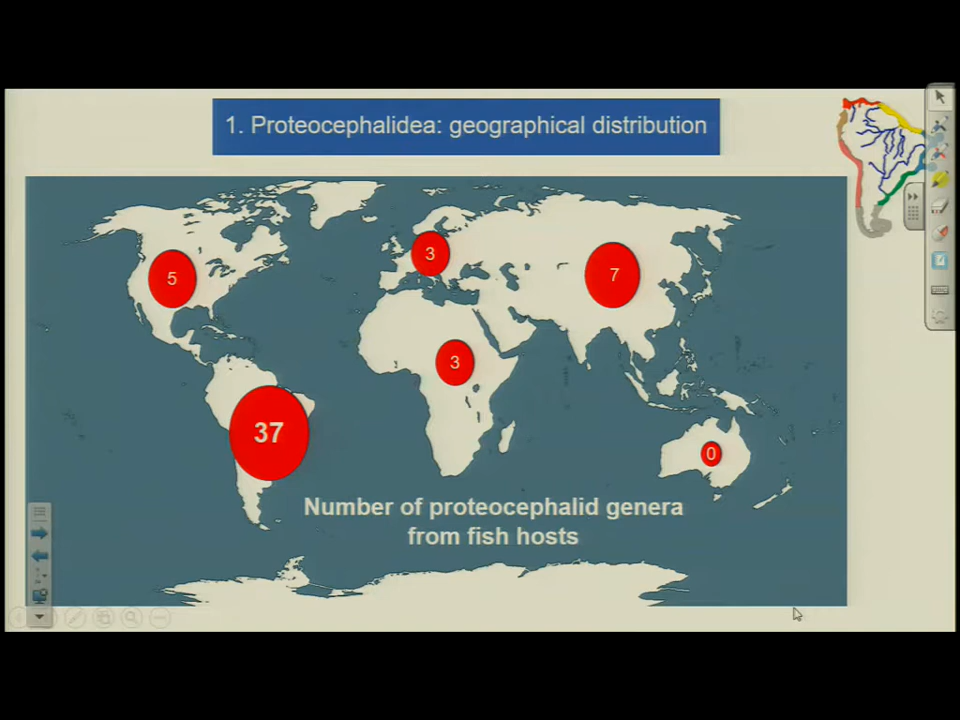 1. Proteocephalidea: geographical distribution
5
3
7
3
37
0
Number of proteocephalid genera
from fish hosts